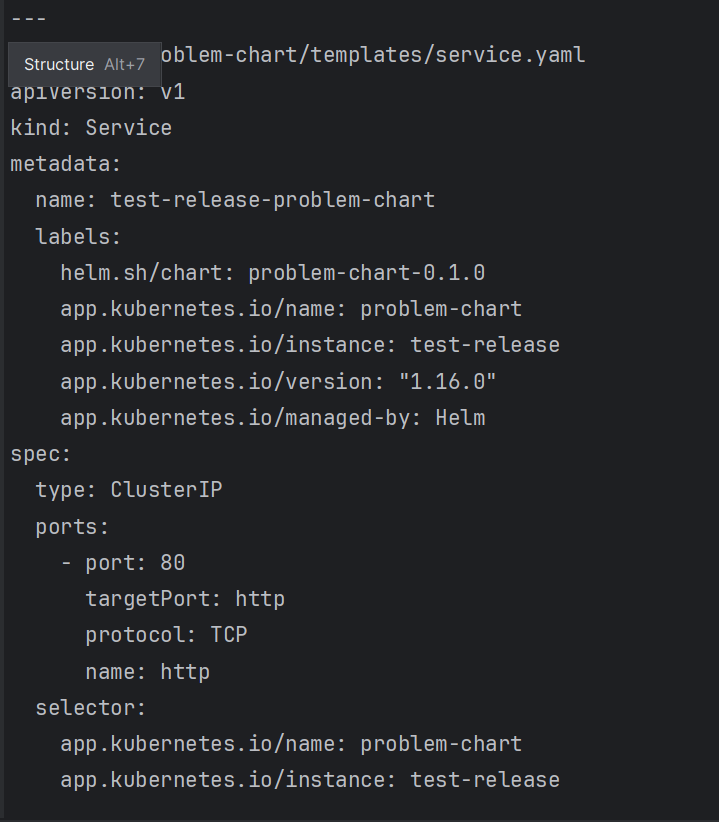 ---
Structure Alt+7
oblem-chart/templates/service.yaml
apiVersion: v1
kind: Service
metadata:
  name: test-release-problem-chart
  labels:
    helm.sh/chart: problem-chart-0.1.0
    app.kubernetes.io/name: problem-chart
    app.kubernetes.io/instance: test-release
    app.kubernetes.io/version: "1.16.0"
    app.kubernetes.io/managed-by: Helm
spec:
  type: ClusterIP
  ports:
    - port: 80
      targetPort: http
      protocol: TCP
      name: http
  selector:
    app.kubernetes.io/name: problem-chart
    app.kubernetes.io/instance: test-release